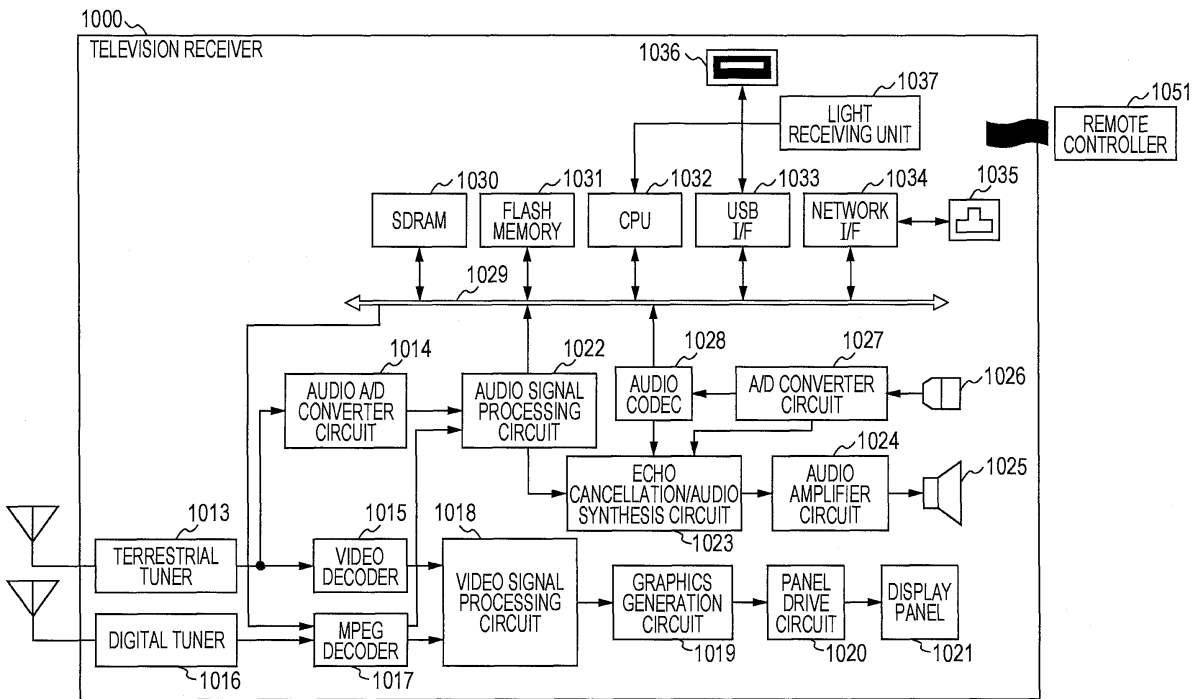 1000
TELEVISION RECEIVER
1036
1037
LIGHT
RECEIVING UNIT
1051
REMOTE
CONTROLLER
1030
SDRAM
1031
FLASH
MEMORY
1032
CPU
1033
USB
I/F
1034
NETWORK
I/F
1035
1029
1014
AUDIO A/D
CONVERTER
CIRCUIT
1022
AUDIO SIGNAL
PROCESSING
CIRCUIT
1028
AUDIO
CODEC
1027
A/D CONVERTER
CIRCUIT
1026
ECHO
CANCELLATION/AUDIO
SYNTHESIS CIRCUIT
1023
1024
AUDIO
AMPLIFIER
CIRCUIT
1025
1013
TERRESTRIAL
TUNER
1015
VIDEO
DECODER
1018
VIDEO SIGNAL
PROCESSING
CIRCUIT
DIGITAL TUNER
1016
MPEG
DECODER
1017
GRAPHICS
GENERATION
CIRCUIT
1019
PANEL
DRIVE
CIRCUIT
1020
DISPLAY
PANEL
1021